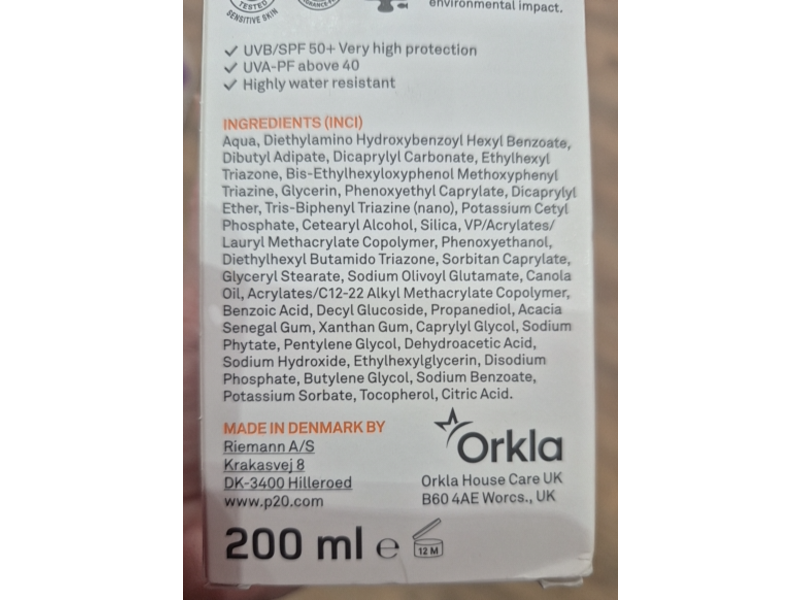 TESTED
SENSITIVE SKIN
environmental impact.
✓ UVB/SPF 50+ Very high protection
✓ UVA-PF above 40
✓ Highly water resistant
INGREDIENTS (INCI)
Aqua, Diethylamino Hydroxybenzoyl Hexyl Benzoate,
Dibutyl Adipate, Dicaprylyl Carbonate, Ethylhexyl
Triazone, Bis-Ethylhexyloxyphenol Methoxyphenyl
Triazine, Glycerin, Phenoxyethyl Caprylate, Dicaprylyl
Ether, Tris-Biphenyl Triazine (nano), Potassium Cetyl
Phosphate, Cetearyl Alcohol, Silica, VP/Acrylates/
Lauryl Methacrylate Copolymer, Phenoxyethanol,
Diethylhexyl Butamido Triazone, Sorbitan Caprylate,
Glyceryl Stearate, Sodium Olivoyl Glutamate, Canola
Oil, Acrylates/C12-22 Alkyl Methacrylate Copolymer,
Benzoic Acid, Decyl Glucoside, Propanediol, Acacia
Senegal Gum, Xanthan Gum, Caprylyl Glycol, Sodium
Phytate, Pentylene Glycol, Dehydroacetic Acid,
Sodium Hydroxide, Ethylhexylglycerin, Disodium
Phosphate, Butylene Glycol, Sodium Benzoate,
Potassium Sorbate, Tocopherol, Citric Acid.
MADE IN DENMARK BY
Riemann A/S
Krakasvej 8
DK-3400 Hilleroed
www.p20.com
Orkla
Orkla House Care UK
B60 4AE Worcs., UK
200 ml ℮
12 M